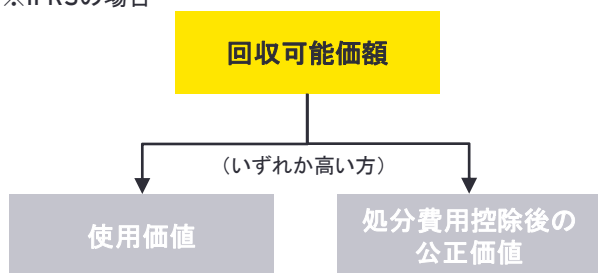 ※IFRSの場合
回収可能価額
（いずれか高い方）
使用価値
処分費用控除後の
公正価値